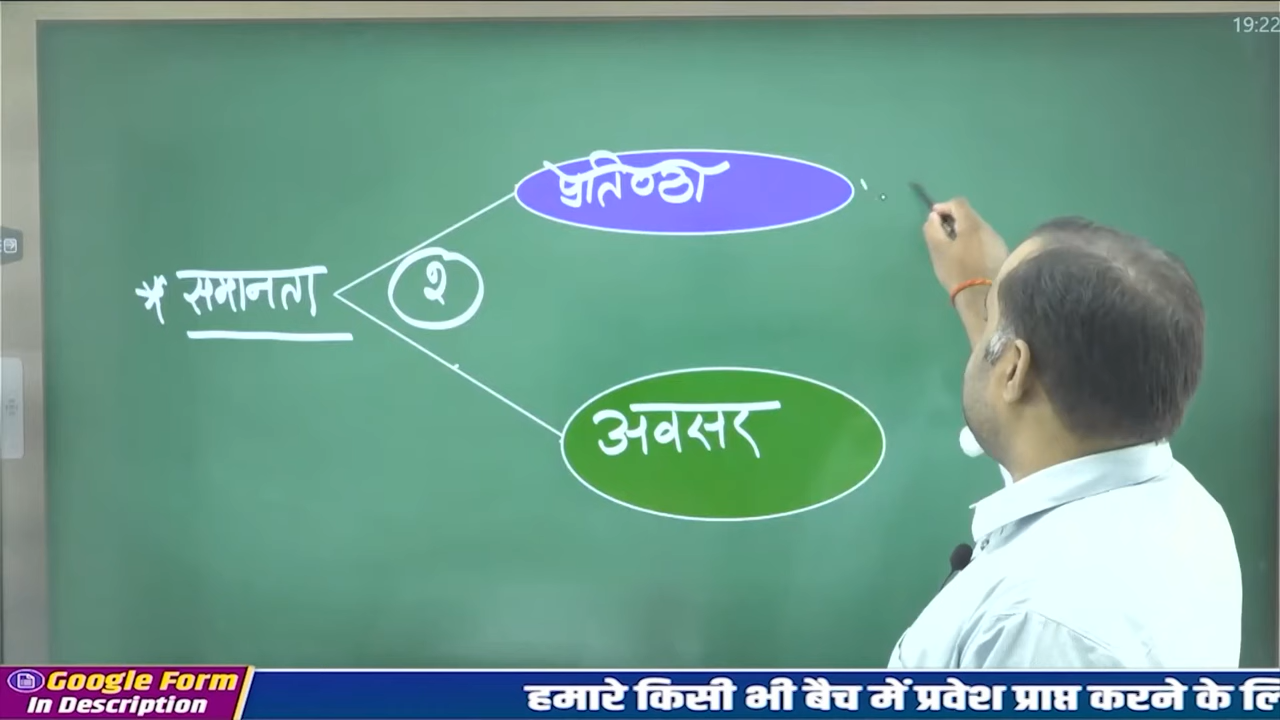 19:22
प्रतिष्ठा
* समानता
२
अवसर
Google Form
In Description
हमारे किसी भी बैच में प्रवेश प्राप्त करने के लि